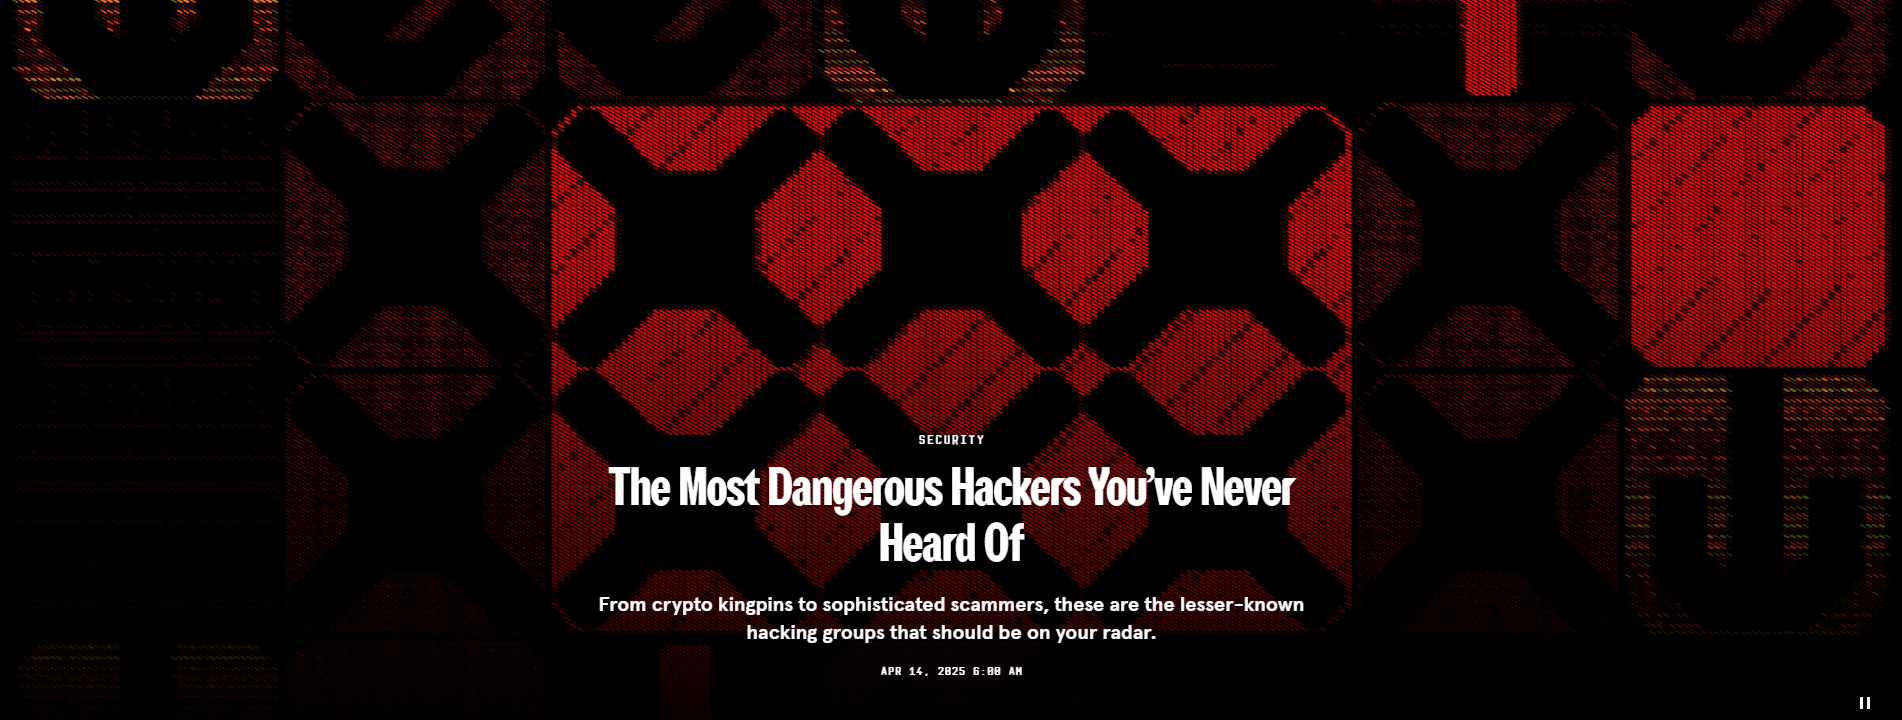 SECURITY
The Most Dangerous Hackers You’ve Never
Heard Of
From crypto kingpins to sophisticated scammers, these are the lesser-known
hacking groups that should be on your radar.
APR 14, 2025 6:00 AM